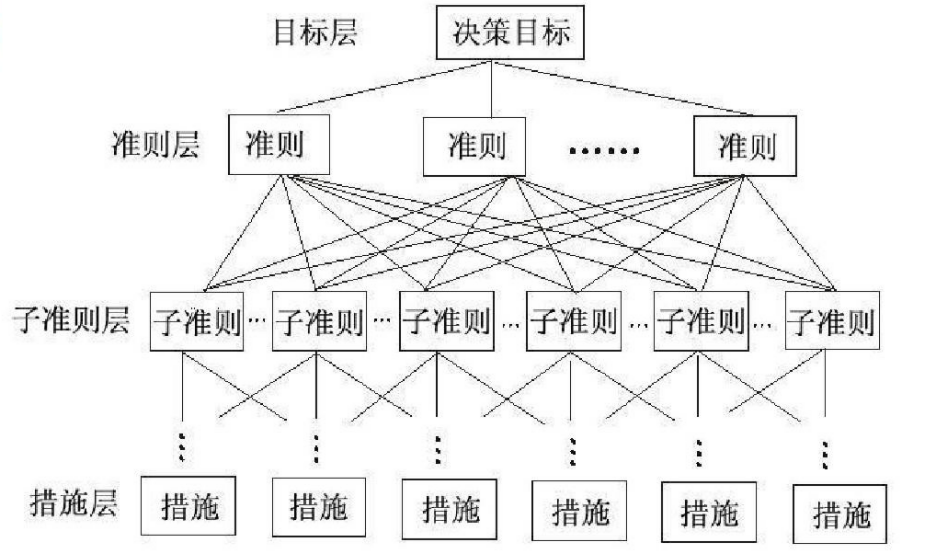 目标层 决策目标
准则层 准则 准则 …… 准则
子准则层 子准则 … 子准则 … 子准则 … 子准则 … 子准则 … 子准则
措施层 措施 措施 措施 措施 措施 措施